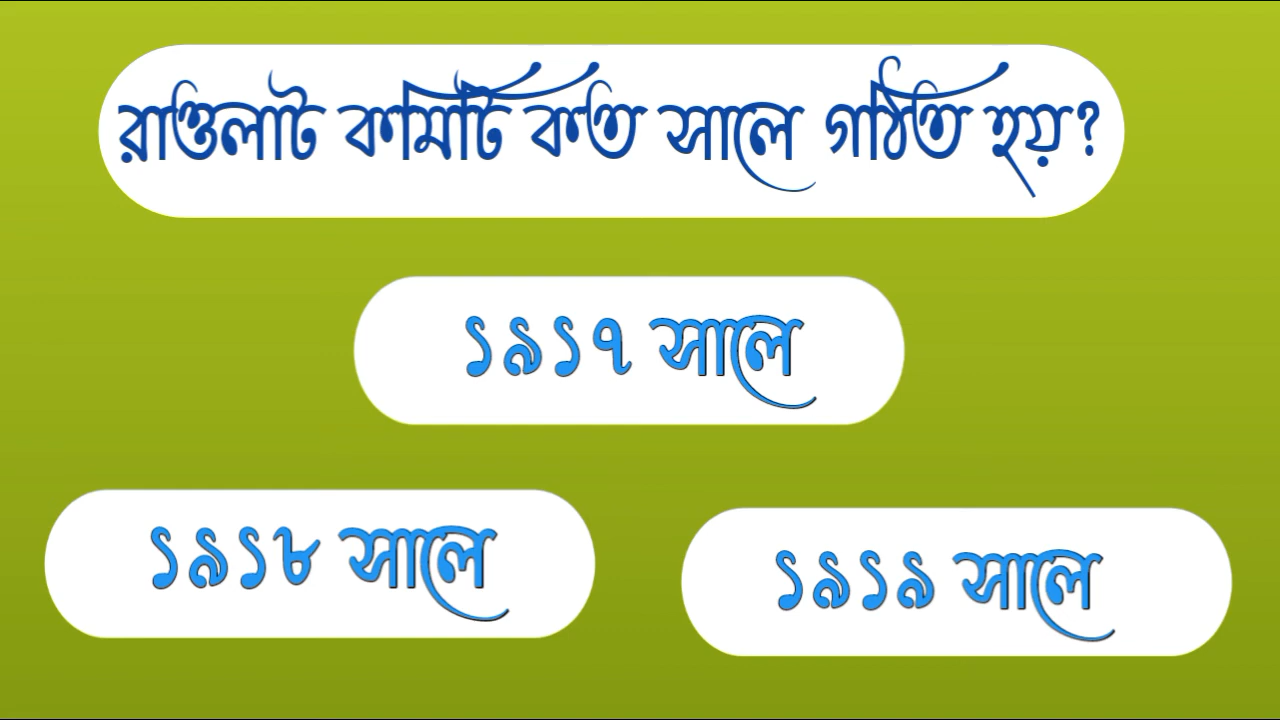 রাওলাট কমিটি কত সালে গঠিত হয়?
১৯১৭ সালে
১৯১৮ সালে
১৯১৯ সালে